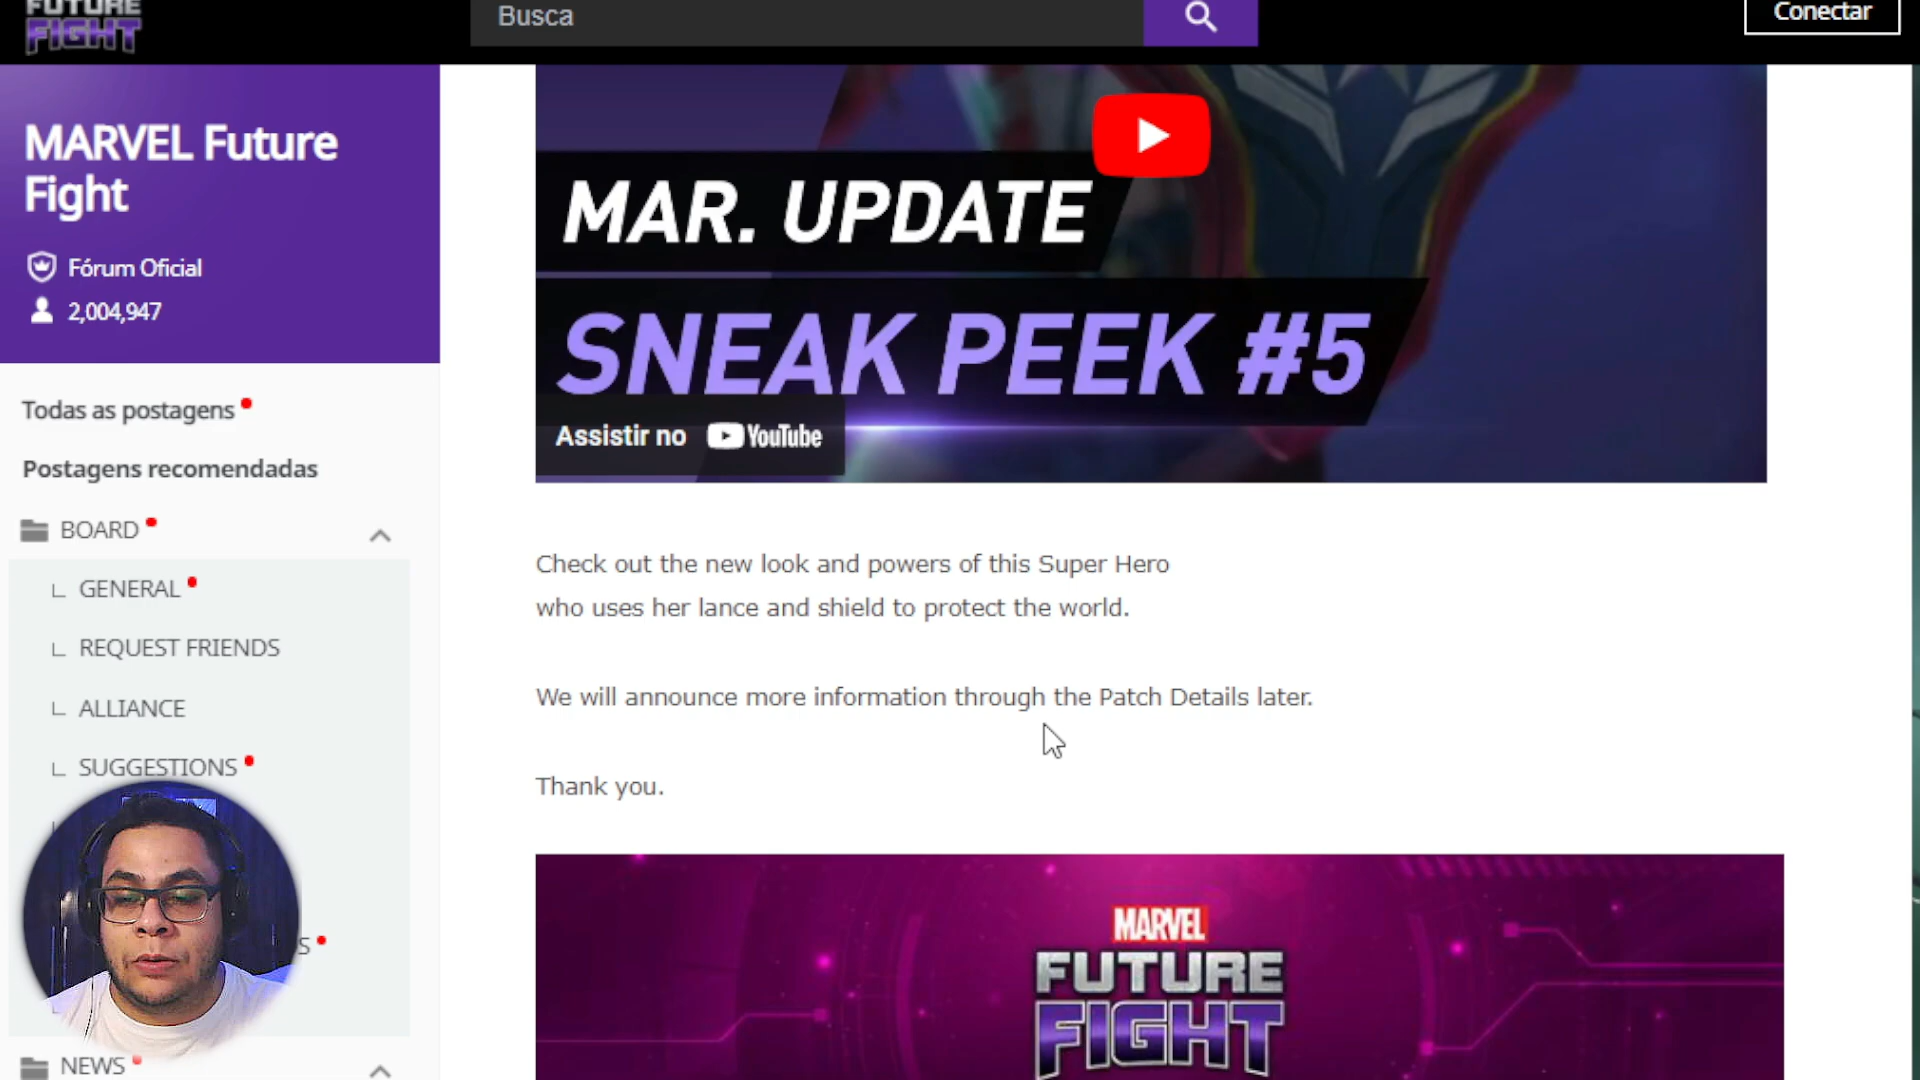 FUTURE
FIGHT
Busca
Conectar
MARVEL Future
Fight
Fórum Oficial
2,004,947
Todas as postagens
Postagens recomendadas
BOARD
GENERAL
REQUEST FRIENDS
ALLIANCE
SUGGESTIONS
S
NEWS
MAR. UPDATE
SNEAK PEEK #5
Assistir no YouTube
Check out the new look and powers of this Super Hero
who uses her lance and shield to protect the world.
We will announce more information through the Patch Details later.
Thank you.
MARVEL
FUTURE
FIGHT